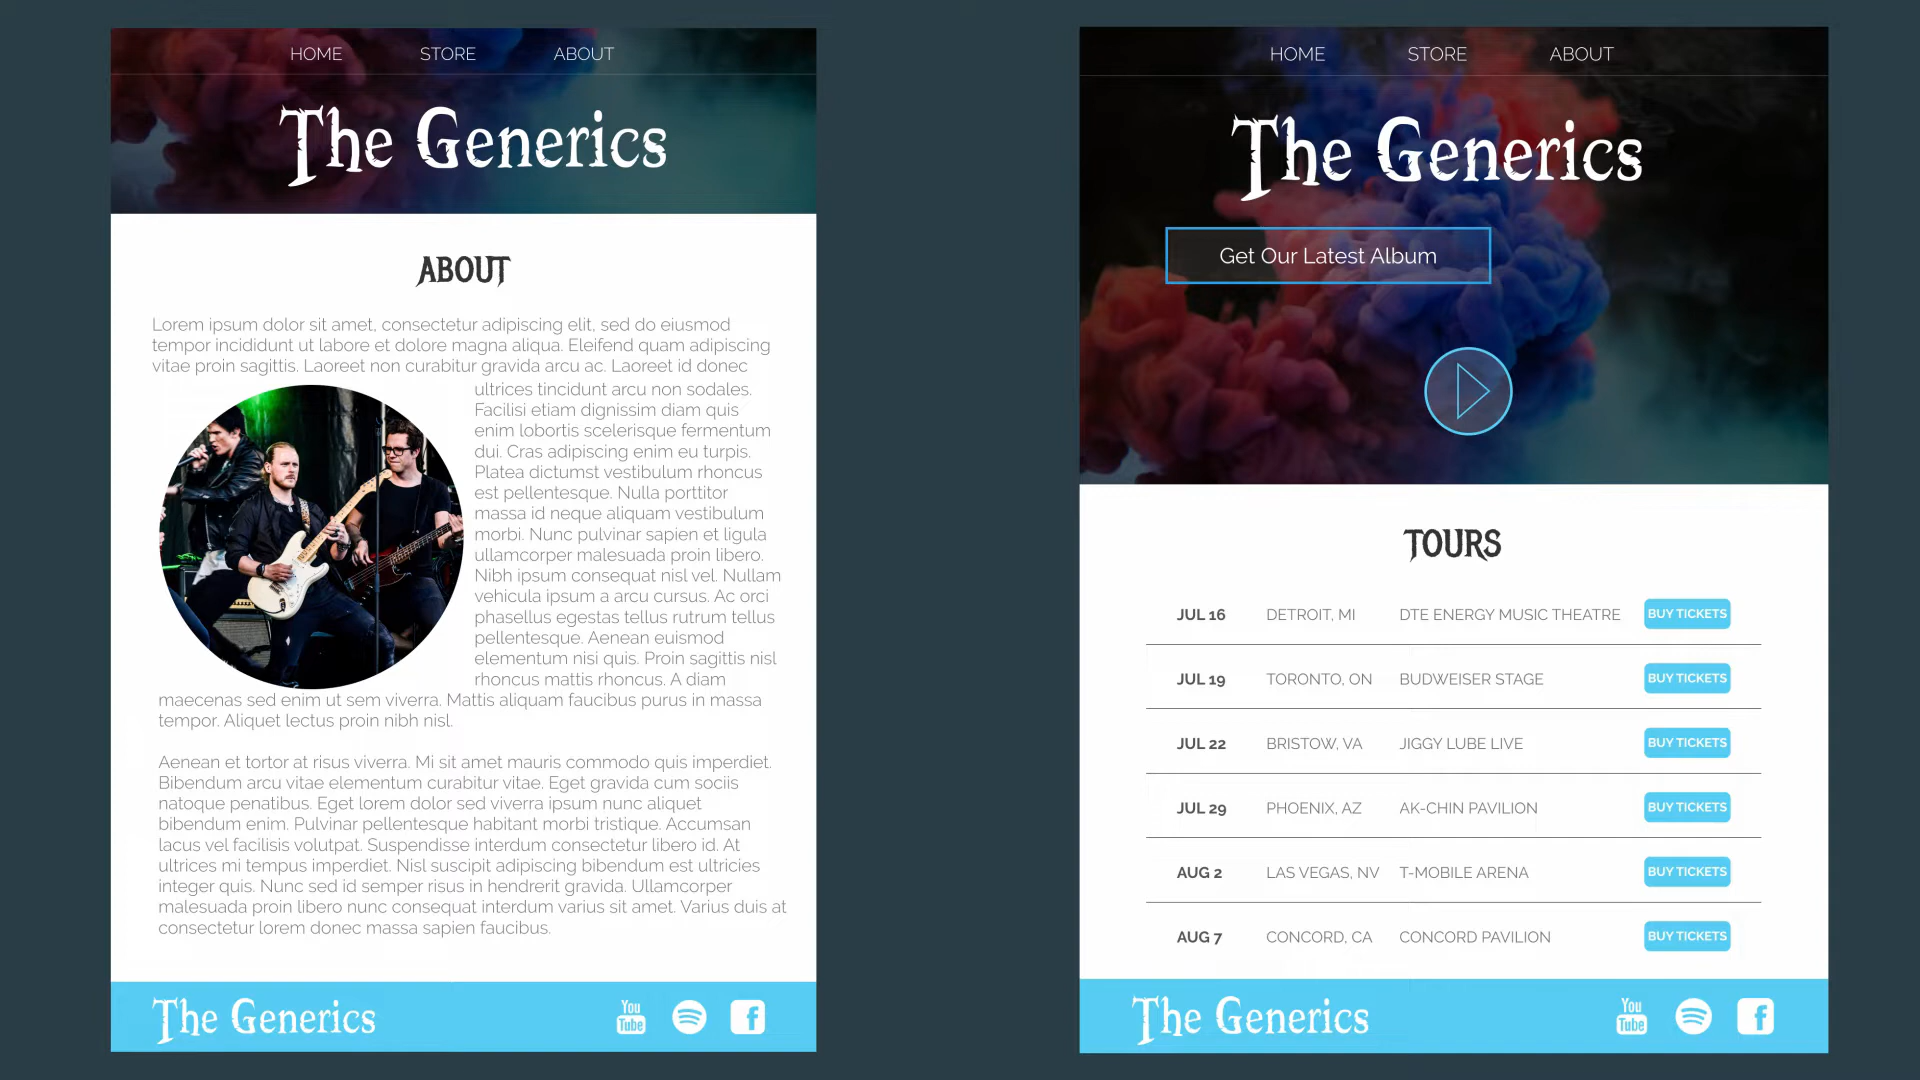 HOME STORE ABOUT
The Generics
ABOUT
Lorem ipsum dolor sit amet, consectetur adipiscing elit, sed do eiusmod
tempor incididunt ut labore et dolore magna aliqua. Eleifend quam adipiscing
vitae proin sagittis. Laoreet non curabitur gravida arcu ac. Laoreet id donec
ultrices tincidunt arcu non sodales.
Facilisi etiam dignissim diam quis
enim lobortis scelerisque fermentum
dui. Cras adipiscing enim eu turpis.
Platea dictumst vestibulum rhoncus
est pellentesque. Nulla porttitor
massa id neque aliquam vestibulum
morbi. Nunc pulvinar sapien et ligula
ullamcorper malesuada proin libero.
Nibh ipsum consequat nisl vel. Nullam
vehicula ipsum a arcu cursus. Ac orci
phasellus egestas tellus rutrum tellus
pellentesque. Aenean euismod
elementum nisi quis. Proin sagittis nisl
rhoncus mattis rhoncus. A diam
maecenas sed enim ut sem viverra. Mattis aliquam faucibus purus in massa
tempor. Aliquet lectus proin nibh nisl.
Aenean et tortor at risus viverra. Mi sit amet mauris commodo quis imperdiet.
Bibendum arcu vitae elementum curabitur vitae. Eget gravida cum sociis
natoque penatibus. Eget lorem dolor sed viverra ipsum nunc aliquet
bibendum enim. Pulvinar pellentesque habitant morbi tristique. Accumsan
lacus vel facilisis volutpat. Suspendisse interdum consectetur libero id. At
ultrices mi tempus imperdiet. Nisl suscipit adipiscing bibendum est ultricies
integer quis. Nunc sed id semper risus in hendrerit gravida. Ullamcorper
malesuada proin libero nunc consequat interdum varius sit amet. Varius duis at
consectetur lorem donec massa sapien faucibus.
The Generics You Tube
HOME STORE ABOUT
The Generics
Get Our Latest Album
TOURS
JUL 16 DETROIT, MI DTE ENERGY MUSIC THEATRE BUY TICKETS
JUL 19 TORONTO, ON BUDWEISER STAGE BUY TICKETS
JUL 22 BRISTOW, VA JIGGY LUBE LIVE BUY TICKETS
JUL 29 PHOENIX, AZ AK-CHIN PAVILION BUY TICKETS
AUG 2 LAS VEGAS, NV T-MOBILE ARENA BUY TICKETS
AUG 7 CONCORD, CA CONCORD PAVILION BUY TICKETS
The Generics You Tube